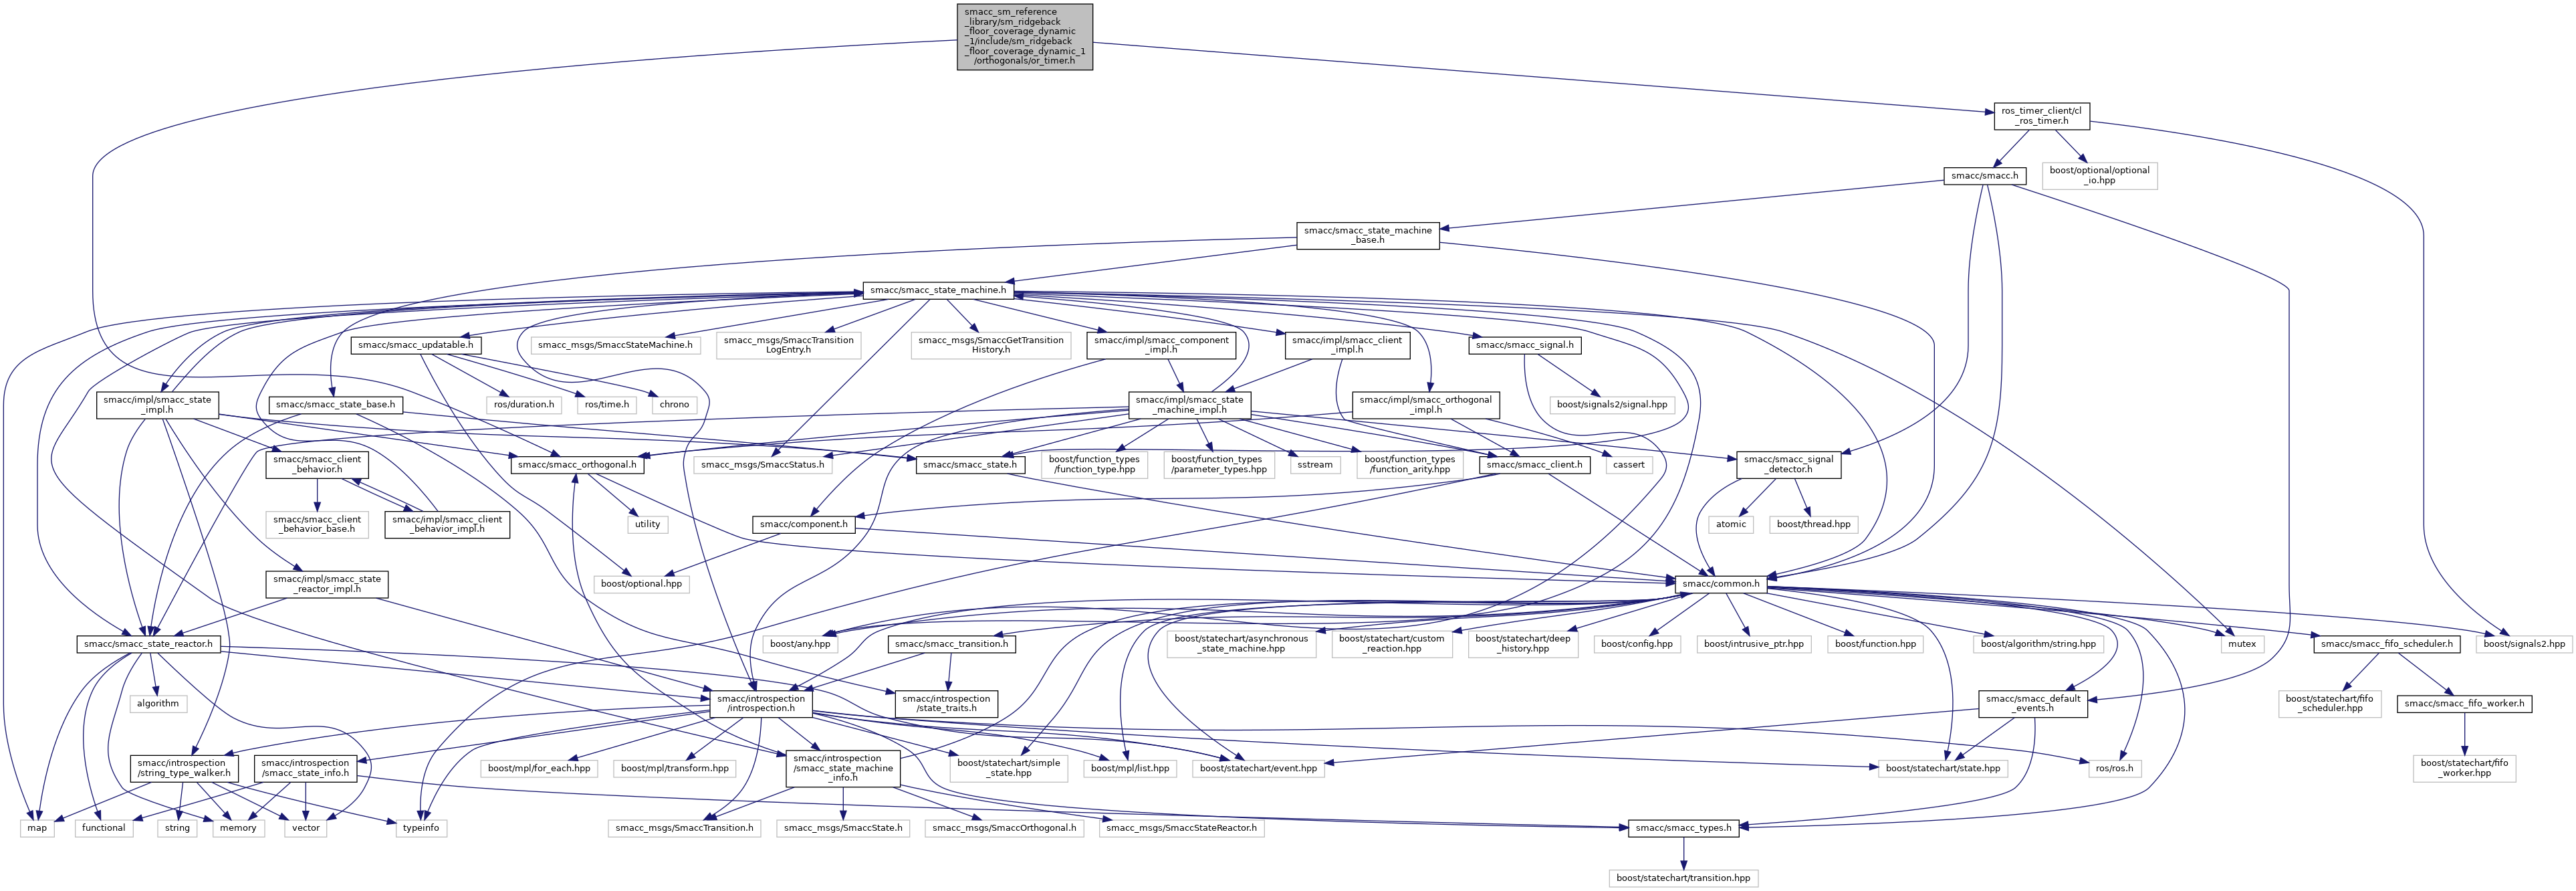 smacc_sm_reference
_library/sm_ridgeback
_floor_coverage_dynamic
_1/include/sm_ridgeback
_floor_coverage_dynamic_1
/orthogonals/or_timer.h
ros_timer_client/cl
_ros_timer.h
smacc/smacc.h
boost/optional/optional
_io.hpp
smacc/smacc_state_machine
_base.h
smacc/smacc_state_machine.h
smacc/smacc_updatable.h
smacc_msgs/SmaccStateMachine.h
smacc_msgs/SmaccTransition
LogEntry.h
smacc_msgs/SmaccGetTransition
History.h
smacc/impl/smacc_component
_impl.h
smacc/impl/smacc_client
_impl.h
smacc/smacc_signal.h
smacc/impl/smacc_state
_impl.h
smacc/smacc_state_base.h
ros/duration.h
ros/time.h
chrono
smacc/impl/smacc_state
_machine_impl.h
smacc/impl/smacc_orthogonal
_impl.h
boost/signals2/signal.hpp
smacc/smacc_client
_behavior.h
smacc/smacc_orthogonal.h
smacc_msgs/SmaccStatus.h
smacc/smacc_state.h
boost/function_types
/function_type.hpp
boost/function_types
/parameter_types.hpp
sstream
boost/function_types
/function_arity.hpp
smacc/smacc_client.h
cassert
smacc/smacc_signal
_detector.h
smacc/smacc_client
_behavior_base.h
smacc/impl/smacc_client
_behavior_impl.h
utility
smacc/component.h
atomic
boost/thread.hpp
smacc/impl/smacc_state
_reactor_impl.h
boost/optional.hpp
smacc/common.h
smacc/smacc_state_reactor.h
boost/any.hpp
smacc/smacc_transition.h
boost/statechart/asynchronous
_state_machine.hpp
boost/statechart/custom
_reaction.hpp
boost/statechart/deep
_history.hpp
boost/config.hpp
boost/intrusive_ptr.hpp
boost/function.hpp
boost/algorithm/string.hpp
mutex
smacc/smacc_fifo_scheduler.h
boost/signals2.hpp
algorithm
smacc/introspection
/introspection.h
smacc/introspection
/state_traits.h
smacc/smacc_default
_events.h
boost/statechart/fifo
_scheduler.hpp
smacc/smacc_fifo_worker.h
smacc/introspection
/string_type_walker.h
smacc/introspection
/smacc_state_info.h
boost/mpl/for_each.hpp
boost/mpl/transform.hpp
smacc/introspection
/smacc_state_machine
_info.h
boost/statechart/simple
_state.hpp
boost/mpl/list.hpp
boost/statechart/event.hpp
boost/statechart/state.hpp
ros/ros.h
boost/statechart/fifo
_worker.hpp
map
functional
string
memory
vector
typeinfo
smacc_msgs/SmaccTransition.h
smacc_msgs/SmaccState.h
smacc_msgs/SmaccOrthogonal.h
smacc_msgs/SmaccStateReactor.h
smacc/smacc_types.h
boost/statechart/transition.hpp